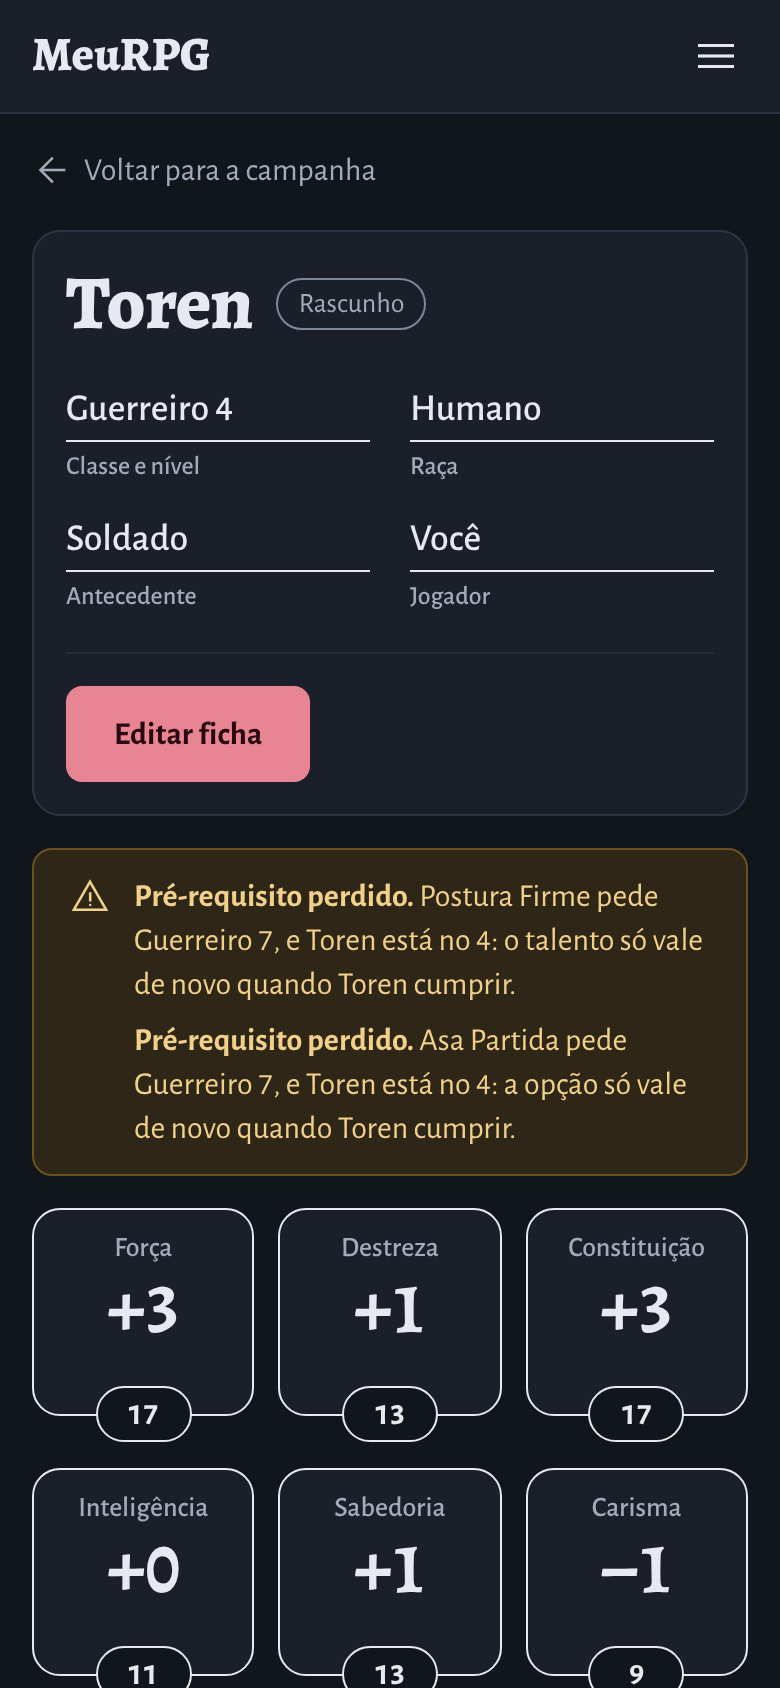 MeuRPG
Voltar para a campanha
Toren
Rascunho
Guerreiro 4
Humano
Classe e nível
Raça
Soldado
Você
Antecedente
Jogador
Editar ficha
Pré-requisito perdido. Postura Firme pede
Guerreiro 7, e Toren está no 4: o talento só vale
de novo quando Toren cumprir.
Pré-requisito perdido. Asa Partida pede
Guerreiro 7, e Toren está no 4: a opção só vale
de novo quando Toren cumprir.
Força
Destreza
Constituição
+3
+1
+3
17
13
17
Inteligência
Sabedoria
Carisma
+0
+1
−1
11
13
9